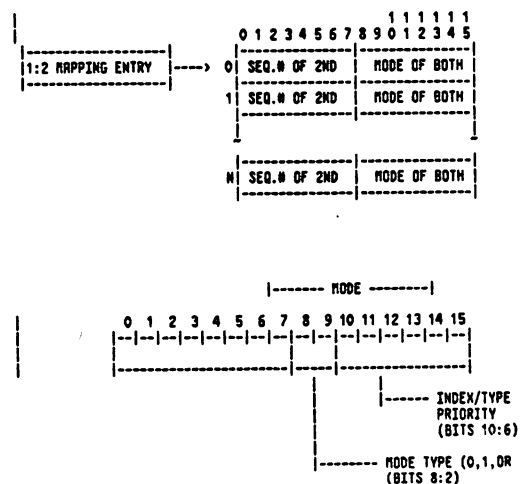 1 1 1 1 1 1
0 1 2 3 4 5 6 7 8 9 0 1 2 3 4 5
1:2 MAPPING ENTRY ----> 0 SEQ.# OF 2ND MODE OF BOTH
1 SEQ.# OF 2ND MODE OF BOTH
N SEQ.# OF 2ND MODE OF BOTH
MODE
0 1 2 3 4 5 6 7 8 9 10 11 12 13 14 15
INDEX/TYPE
PRIORITY
(BITS 10:6)
MODE TYPE (0,1,OR
(BITS 8:2)